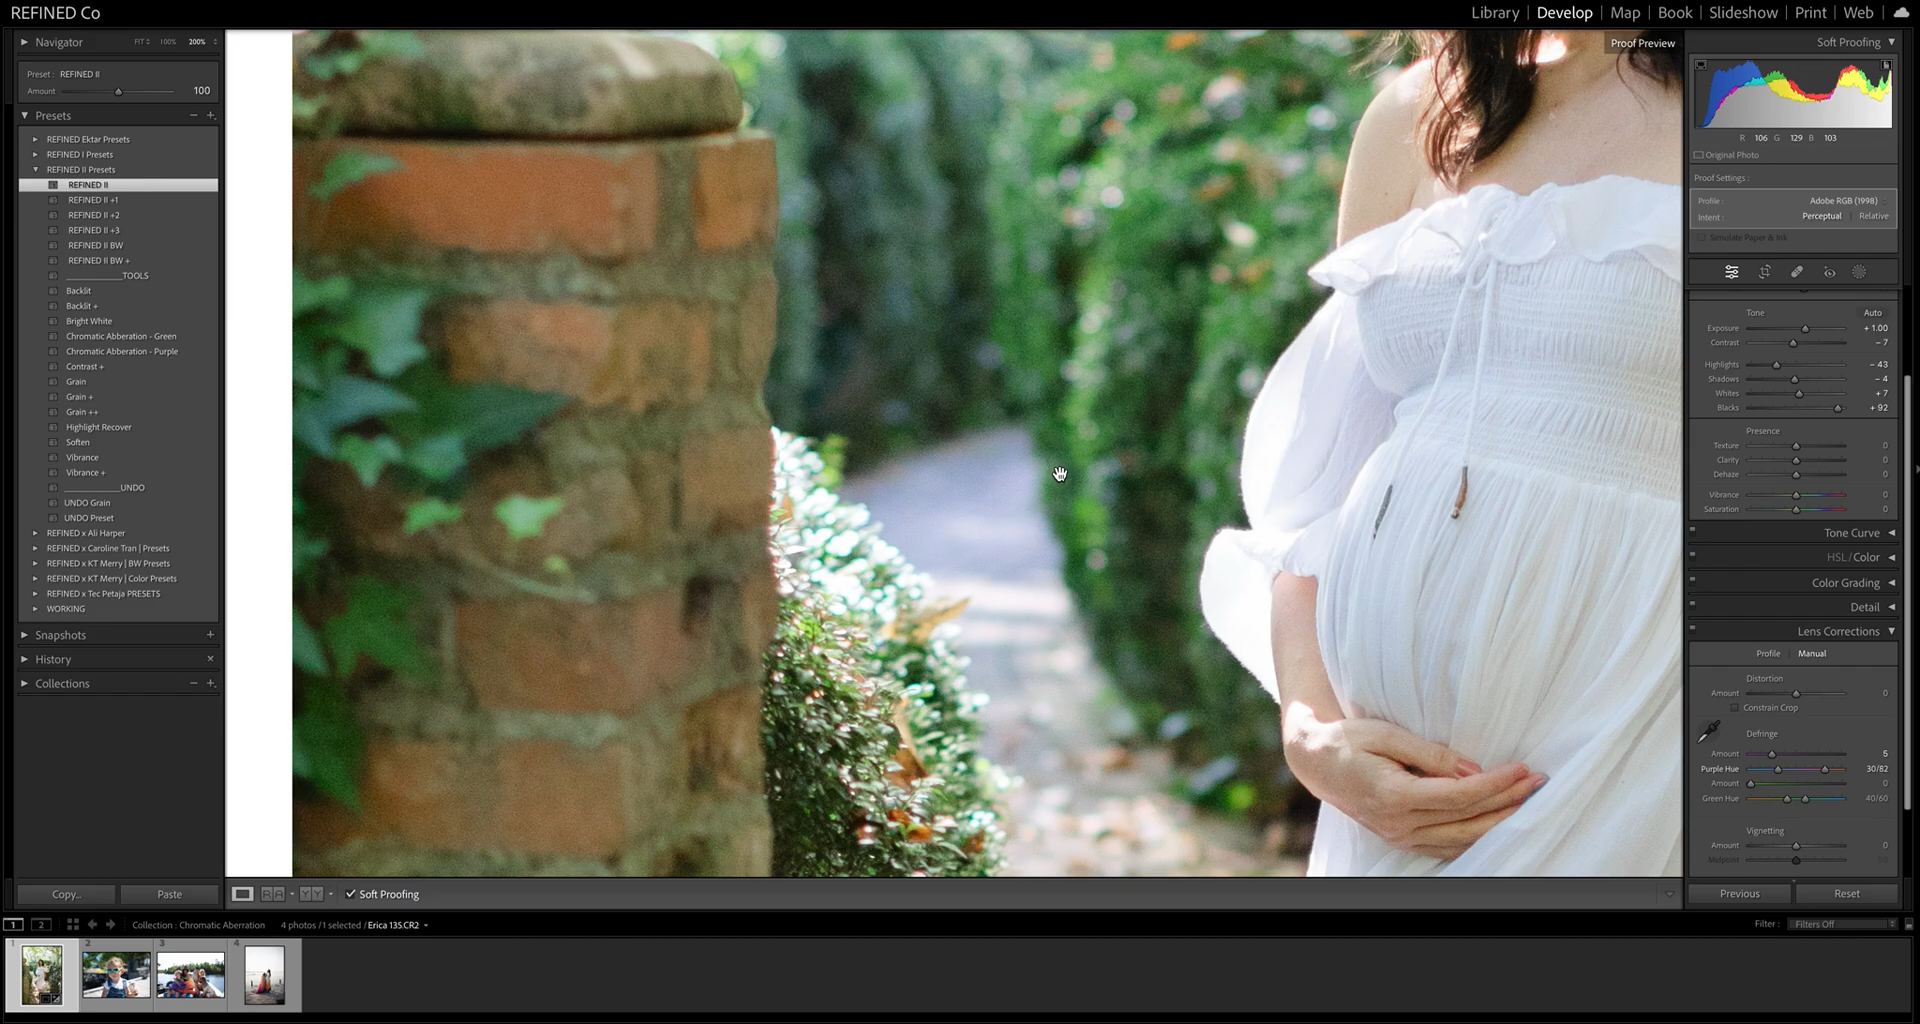 REFINED Co
Library | Develop | Map | Book | Slideshow | Print | Web
Navigator FIT 100% 200%
Preset : REFINED II
Amount 100
Presets
REFINED Ektar Presets
REFINED I Presets
REFINED II Presets
REFINED II
REFINED II +1
REFINED II +2
REFINED II +3
REFINED II BW
REFINED II BW +
____________TOOLS
Backlit
Backlit +
Bright White
Chromatic Abberation - Green
Chromatic Abberation - Purple
Contrast +
Grain
Grain +
Grain ++
Highlight Recover
Soften
Vibrance
Vibrance +
____________UNDO
UNDO Grain
UNDO Preset
REFINED x Ali Harper
REFINED x Caroline Tran | Presets
REFINED x KT Merry | BW Presets
REFINED x KT Merry | Color Presets
REFINED x Tec Petaja PRESETS
WORKING
Snapshots
History
Collections
Copy...
Paste
Proof Preview
Soft Proofing
Soft Proofing
R 106 G 129 B 103
Original Photo
Proof Settings :
Profile : Adobe RGB (1998)
Intent : Perceptual | Relative
Simulate Paper & Ink
Tone Auto
Exposure + 1.00
Contrast – 7
Highlights – 43
Shadows – 4
Whites + 7
Blacks + 92
Presence
Texture 0
Clarity 0
Dehaze 0
Vibrance 0
Saturation 0
Tone Curve
HSL / Color
Color Grading
Detail
Lens Corrections
Profile Manual
Distortion
Amount 0
Constrain Crop
Defringe
Amount 5
Purple Hue 30/82
Amount 0
Green Hue 40/60
Vignetting
Amount 0
Midpoint 50
Previous
Reset
1 2 Collection : Chromatic Aberration 4 photos / 1 selected / Erica 135.CR2
Filter : Filters Off
1 2 3 4